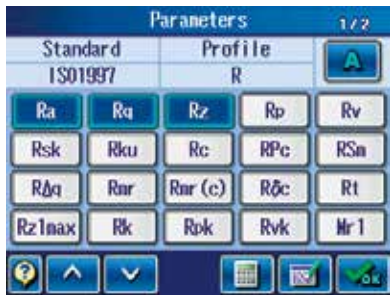 Parameters 1/2
Standard Profile A
ISO1997 R
Ra Rq Rz Rp Rv
Rsk Rku Rc RPc RSm
RΔq Rmr Rmr(c) Rδc Rt
Rz1max Rk Rpk Rvk Mr1
? OK